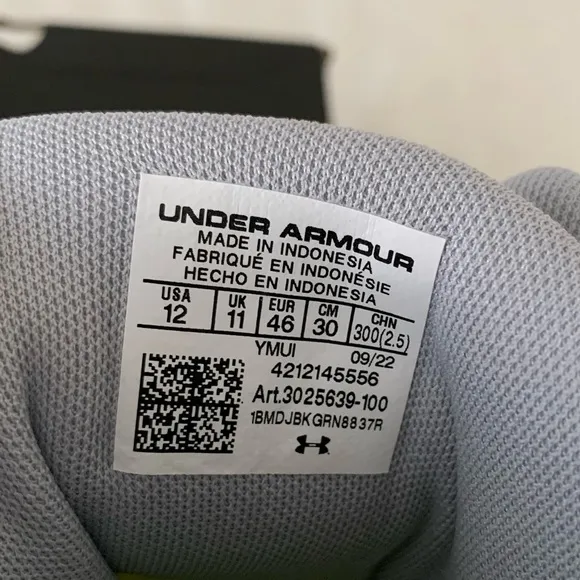 UNDER ARMOUR
MADE IN INDONESIA
FABRIQUÉ EN INDONÉSIE
HECHO EN INDONESIA
USA UK EUR CM CHN
12 11 46 30 300(2.5)
YMUI 09/22
4212145556
Art.3025639-100
1BMDJBKGRN8837R